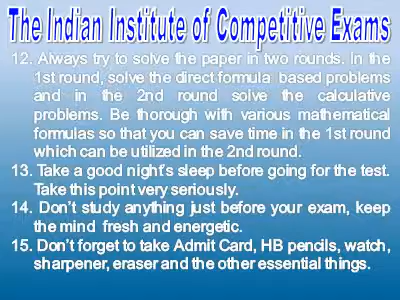 The Indian Institute of Competitive Exams
12. Always try to solve the paper in two rounds. In the
1st round, solve the direct formula based problems
and in the 2nd round solve the calculative
problems. Be thorough with various mathematical
formulas so that you can save time in the 1st round
which can be utilized in the 2nd round.
13. Take a good night's sleep before going for the test.
Take this point very seriously.
14. Don't study anything just before your exam, keep
the mind fresh and energetic.
15. Don't forget to take Admit Card, HB pencils, watch,
sharpener, eraser and the other essential things.